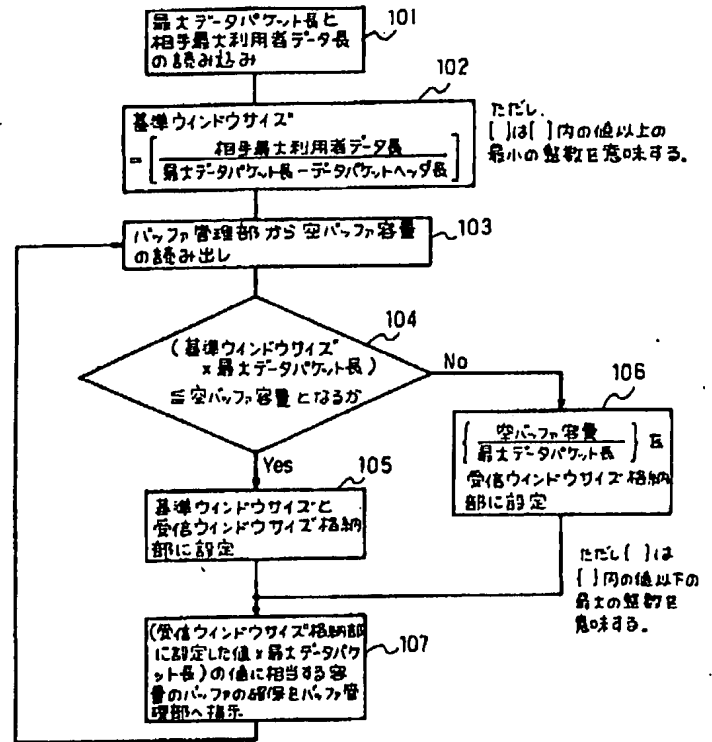 最大データパケット長と
相手最大利用者データ長
の読み込み
101
102
基準ウインドウサイズ
= [ 相手最大利用者データ長
最大データパケット長-データパケットヘッダ長 ]
ただし、
[ ]は[ ]内の値以上の
最小の整数を意味する。
バッファ管理部から空バッファ容量
の読み出し
103
104
(基準ウインドウサイズ
×最大データパケット長)
≦空バッファ容量となるか
No
Yes
106
{ 空バッファ容量
最大データパケット長 } を
受信ウインドウサイズ格納
部に設定
105
基準ウインドウサイズと
受信ウインドウサイズ格納
部に設定
ただし{ }は
{ }内の値以下の
最大の整数を
意味する。
(受信ウインドウサイズ格納部
に設定した値×最大データパケ
ット長)の値に相当する容
量のバッファの確保をバッファ管
理部へ指示
107